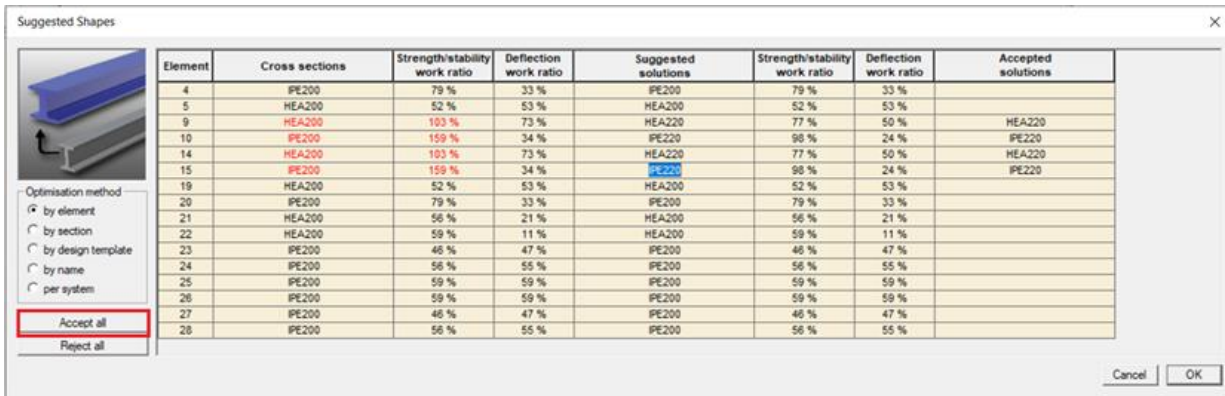 Suggested Shapes
Element Cross sections Strength/stability work ratio Deflection work ratio Suggested solutions Strength/stability work ratio Deflection work ratio Accepted solutions
4 IPE200 79 % 33 % IPE200 79 % 33 %
5 HEA200 52 % 53 % HEA200 52 % 53 %
9 HEA200 103 % 73 % HEA220 77 % 50 % HEA220
10 IPE200 159 % 34 % IPE220 98 % 24 % IPE220
14 HEA200 103 % 73 % HEA220 77 % 50 % HEA220
15 IPE200 159 % 34 % IPE220 98 % 24 % IPE220
19 HEA200 52 % 53 % HEA200 52 % 53 %
20 IPE200 79 % 33 % IPE200 79 % 33 %
21 HEA200 56 % 21 % HEA200 56 % 21 %
22 HEA200 59 % 11 % HEA200 59 % 11 %
23 IPE200 46 % 47 % IPE200 46 % 47 %
24 IPE200 56 % 55 % IPE200 56 % 55 %
25 IPE200 59 % 59 % IPE200 59 % 59 %
26 IPE200 59 % 59 % IPE200 59 % 59 %
27 IPE200 46 % 47 % IPE200 46 % 47 %
28 IPE200 56 % 55 % IPE200 56 % 55 %
Optimisation method
by element
by section
by design template
by name
per system
Accept all
Reject all
Cancel OK